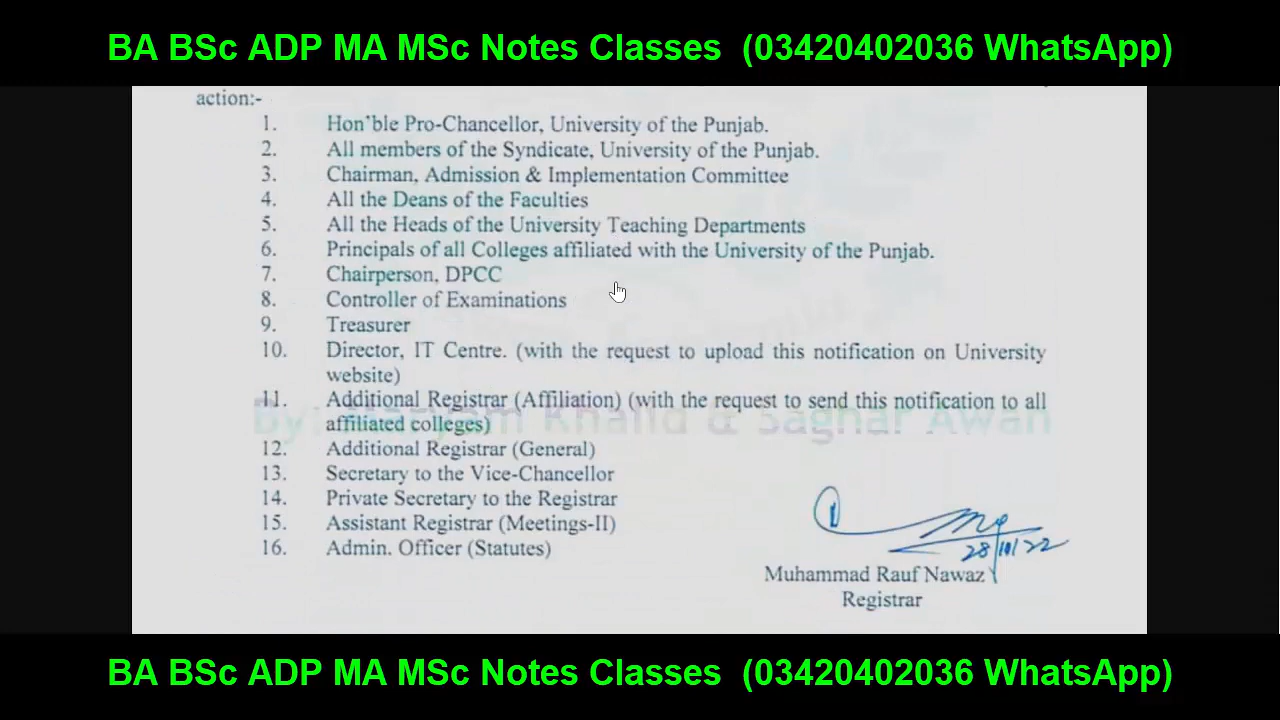 BA BSc ADP MA MSc Notes Classes (03420402036 WhatsApp)
action:-
1. Hon'ble Pro-Chancellor, University of the Punjab.
2. All members of the Syndicate, University of the Punjab.
3. Chairman, Admission & Implementation Committee
4. All the Deans of the Faculties
5. All the Heads of the University Teaching Departments
6. Principals of all Colleges affiliated with the University of the Punjab.
7. Chairperson, DPCC
8. Controller of Examinations
9. Treasurer
10. Director, IT Centre. (with the request to upload this notification on University
website)
11. Additional Registrar (Affiliation) (with the request to send this notification to all
By: Maryam Khalid & Saghar Awan
affiliated colleges)
12. Additional Registrar (General)
13. Secretary to the Vice-Chancellor
14. Private Secretary to the Registrar
15. Assistant Registrar (Meetings-II)
16. Admin. Officer (Statutes)
28/10/22
Muhammad Rauf Nawaz
Registrar
BA BSc ADP MA MSc Notes Classes (03420402036 WhatsApp)